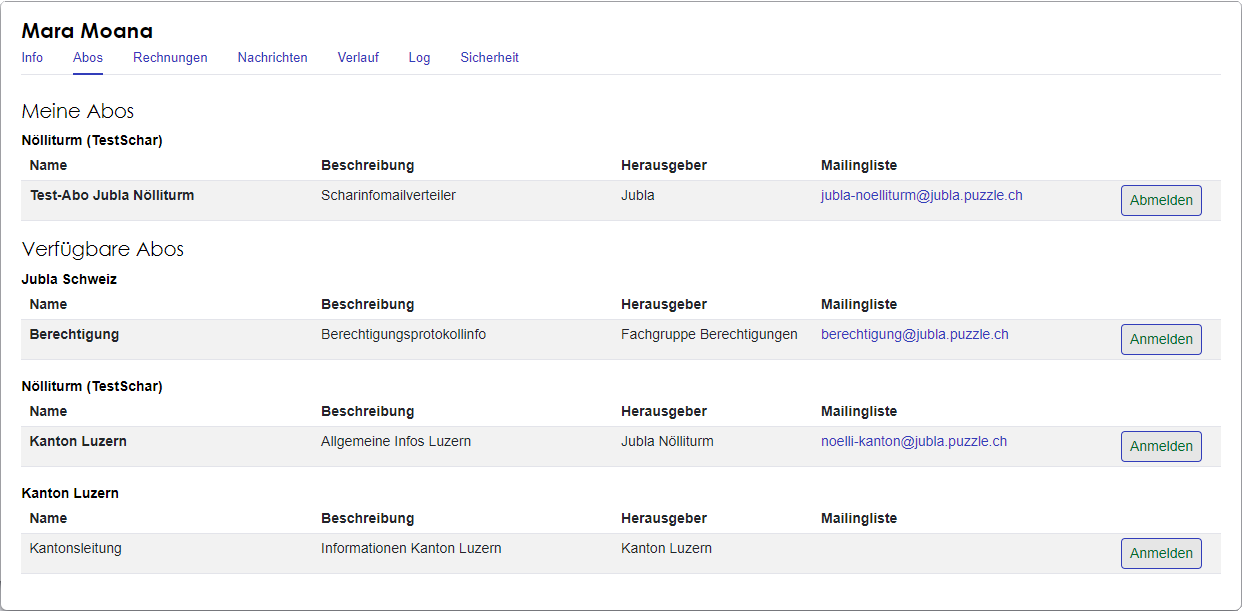 Mara Moana
Info Abos Rechnungen Nachrichten Verlauf Log Sicherheit
Meine Abos
Nölliturm (TestSchar)
Name Beschreibung Herausgeber Mailingliste
Test-Abo Jubla Nölliturm Scharinfomailverteiler Jubla jubla-noelliturm@jubla.puzzle.ch Abmelden
Verfügbare Abos
Jubla Schweiz
Name Beschreibung Herausgeber Mailingliste
Berechtigung Berechtigungsprotokollinfo Fachgruppe Berechtigungen berechtigung@jubla.puzzle.ch Anmelden
Nölliturm (TestSchar)
Name Beschreibung Herausgeber Mailingliste
Kanton Luzern Allgemeine Infos Luzern Jubla Nölliturm noelli-kanton@jubla.puzzle.ch Anmelden
Kanton Luzern
Name Beschreibung Herausgeber Mailingliste
Kantonsleitung Informationen Kanton Luzern Kanton Luzern Anmelden